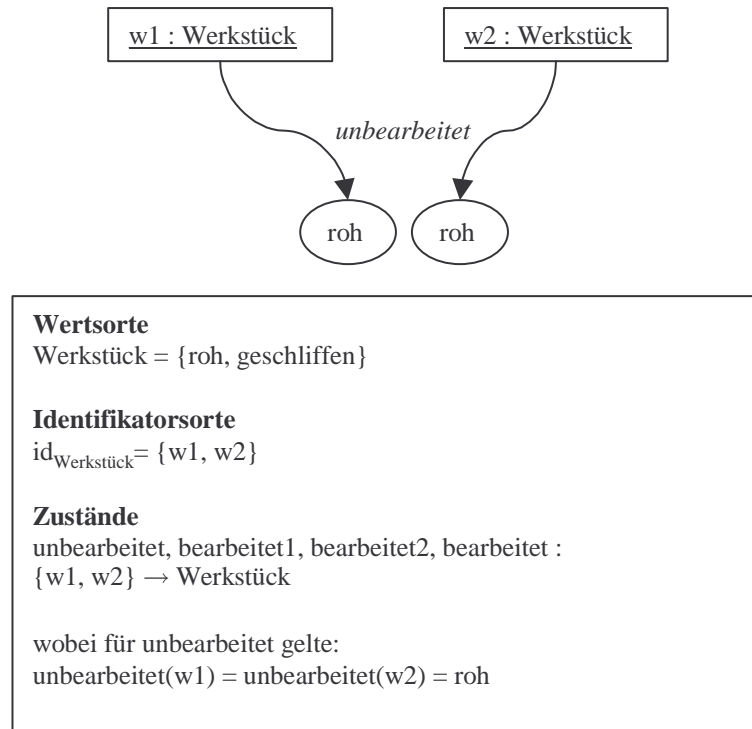 w1 : Werkstück
w2 : Werkstück
unbearbeitet
roh
roh
Wertsorte
Werkstück = {roh, geschliffen}
Identifikatorsorte
id_Werkstück= {w1, w2}
Zustände
unbearbeitet, bearbeitet1, bearbeitet2, bearbeitet :
{w1, w2} → Werkstück
wobei für unbearbeitet gelte:
unbearbeitet(w1) = unbearbeitet(w2) = roh